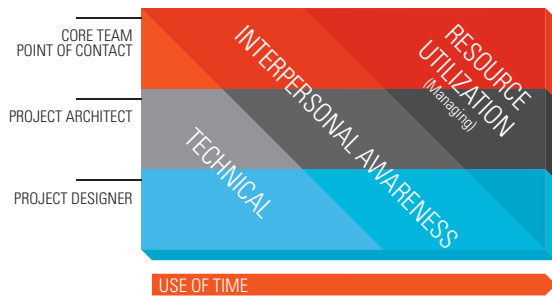 CORE TEAM
POINT OF CONTACT
PROJECT ARCHITECT
PROJECT DESIGNER
TECHNICAL
INTERPERSONAL AWARENESS
RESOURCE
UTILIZATION
(Managing)
USE OF TIME